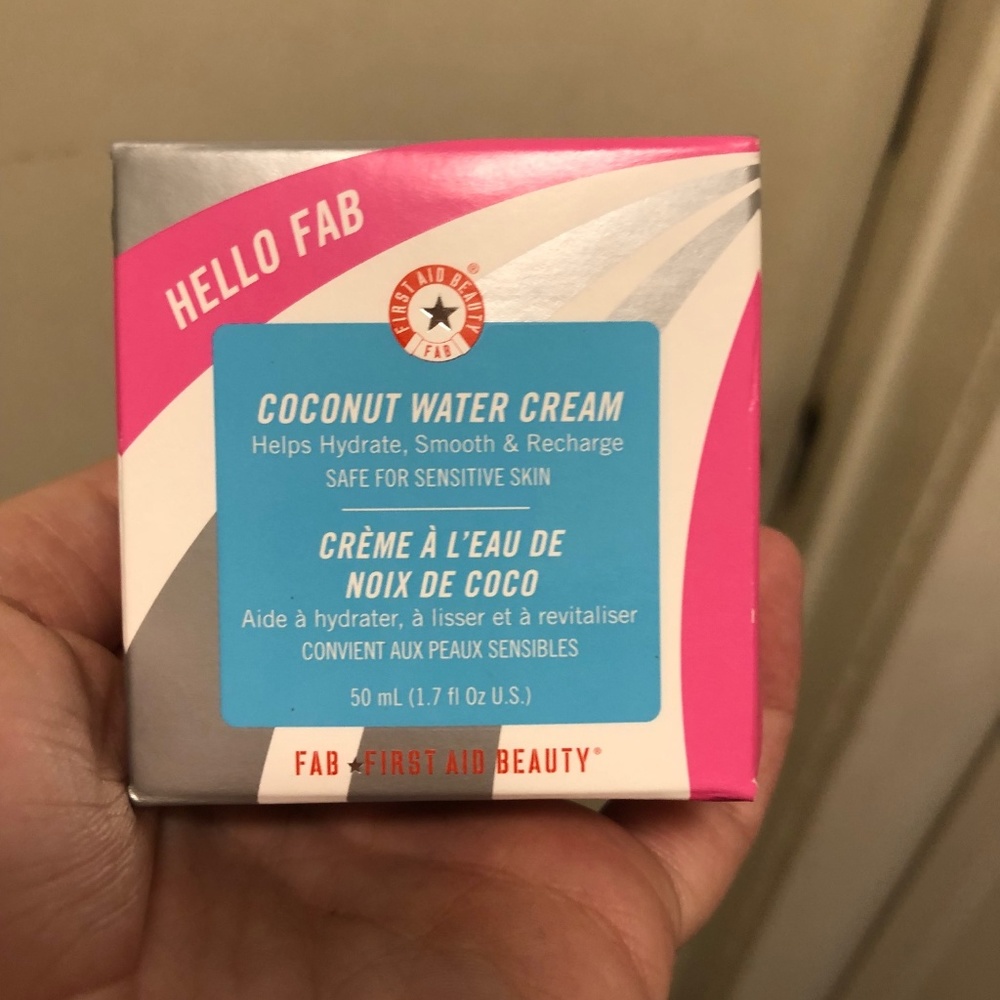 HELLO FAB
FIRST AID BEAUTY®
FAB
COCONUT WATER CREAM
Helps Hydrate, Smooth & Recharge
SAFE FOR SENSITIVE SKIN
CRÈME À L'EAU DE
NOIX DE COCO
Aide à hydrater, à lisser et à revitaliser
CONVIENT AUX PEAUX SENSIBLES
50 mL (1.7 fl Oz U.S.)
FAB ★ FIRST AID BEAUTY®